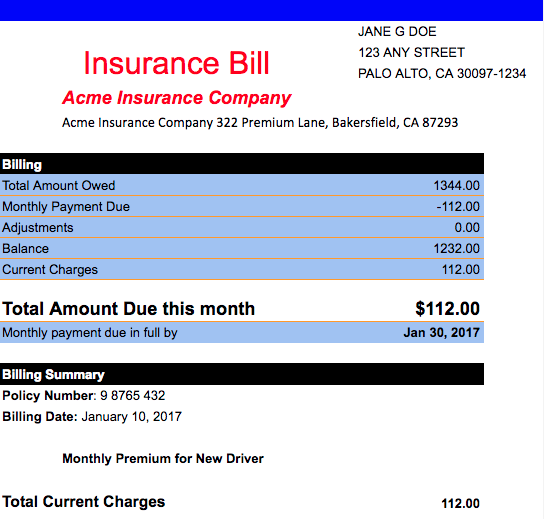 JANE G DOE
123 ANY STREET
PALO ALTO, CA 30097-1234
Insurance Bill
Acme Insurance Company
Acme Insurance Company 322 Premium Lane, Bakersfield, CA 87293
Billing
Total Amount Owed 1344.00
Monthly Payment Due -112.00
Adjustments 0.00
Balance 1232.00
Current Charges 112.00
Total Amount Due this month $112.00
Monthly payment due in full by Jan 30, 2017
Billing Summary
Policy Number: 9 8765 432
Billing Date: January 10, 2017
Monthly Premium for New Driver
Total Current Charges 112.00